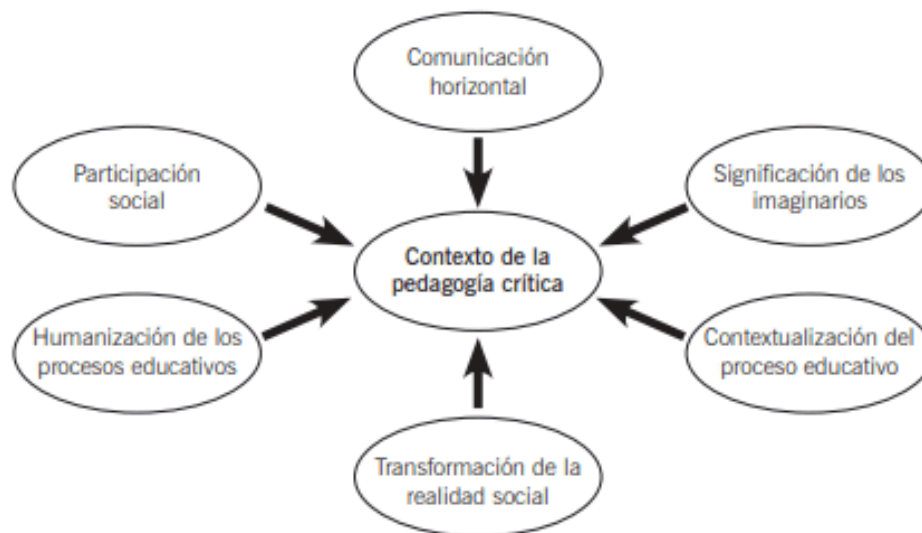 Comunicación
horizontal
Participación
social
Significación de los
imaginarios
Contexto de la
pedagogía crítica
Humanización de los
procesos educativos
Contextualización del
proceso educativo
Transformación de la
realidad social